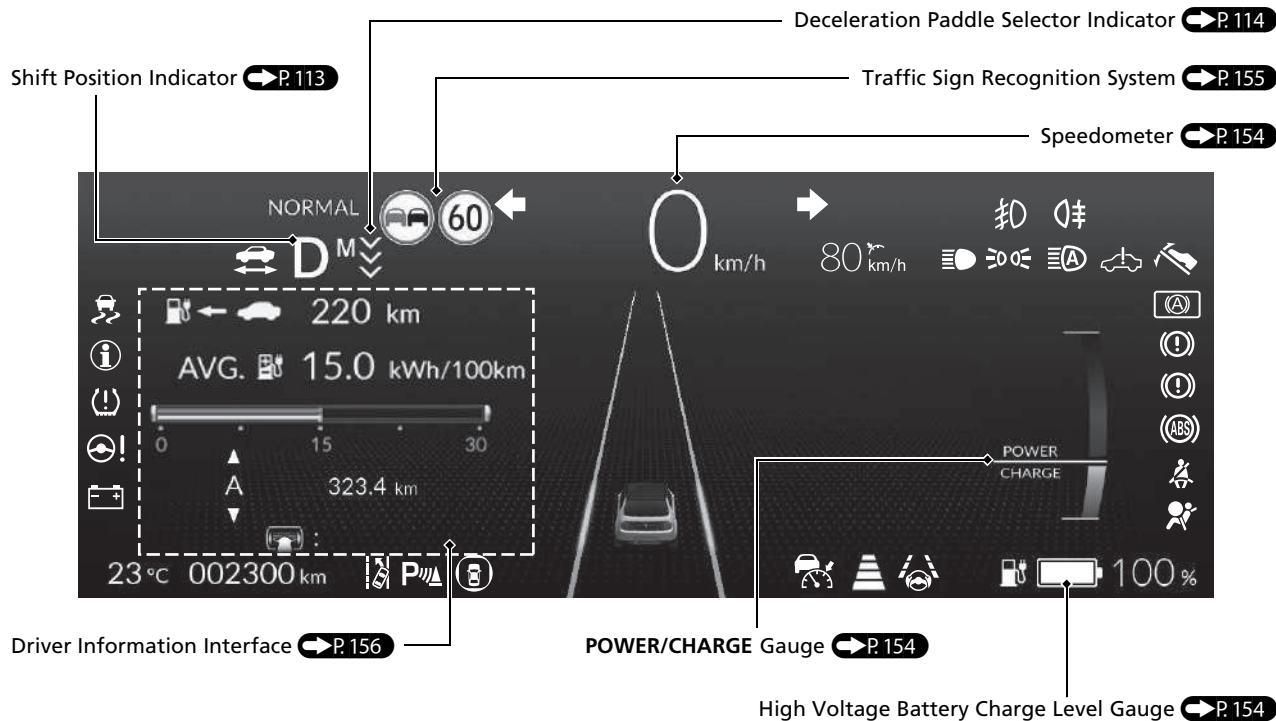 Deceleration Paddle Selector Indicator P. 114
Shift Position Indicator P. 113
Traffic Sign Recognition System P. 155
Speedometer P. 154
NORMAL
60
D M
0 km/h
80 km/h
A
220 km
(A)
AVG. 15.0 kWh/100km
0 15 30
(ABS)
POWER
CHARGE
A 323.4 km
:
23 °C 002300 km P 100 %
Driver Information Interface P. 156
POWER/CHARGE Gauge P. 154
High Voltage Battery Charge Level Gauge P. 154